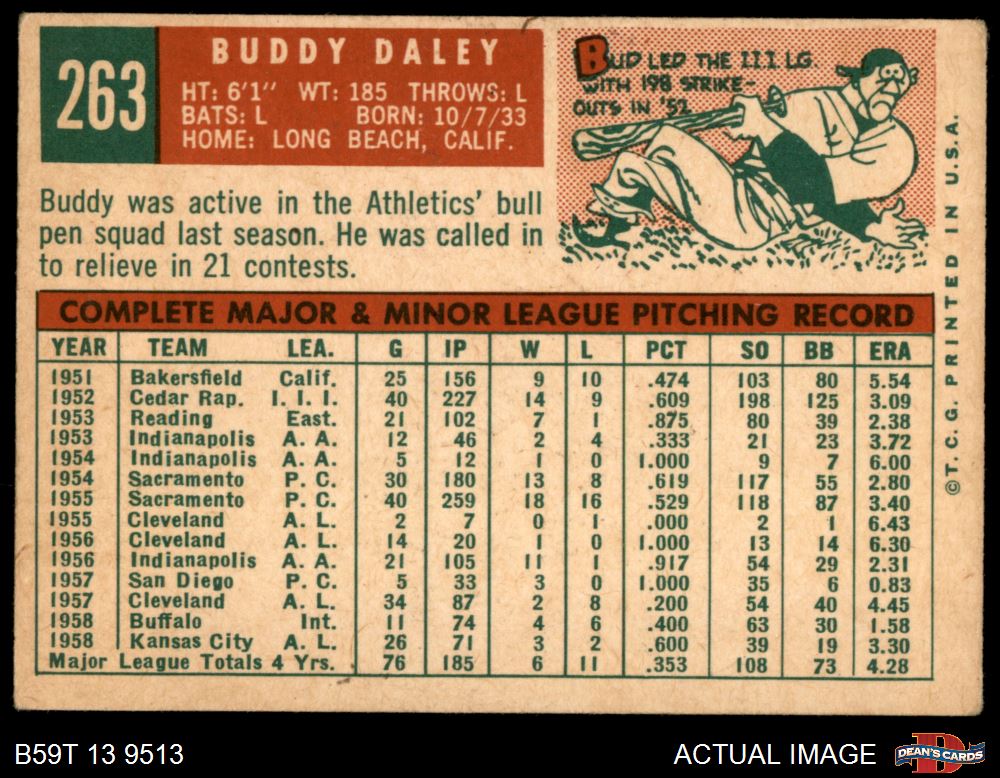 263
BUDDY DALEY
HT: 6'1" WT: 185 THROWS: L
BATS: L BORN: 10/7/33
HOME: LONG BEACH, CALIF.
BUD LED THE III LG.
WITH 198 STRIKE-
OUTS IN '52
Buddy was active in the Athletics' bull
pen squad last season. He was called in
to relieve in 21 contests.
COMPLETE MAJOR & MINOR LEAGUE PITCHING RECORD
YEAR TEAM LEA. G IP W L PCT SO BB ERA
1951 Bakersfield Calif. 25 156 9 10 .474 103 80 5.54
1952 Cedar Rap. I. I. I. 40 227 14 9 .609 198 125 3.09
1953 Reading East. 21 102 7 1 .875 80 39 2.38
1953 Indianapolis A. A. 12 46 2 4 .333 21 23 3.72
1954 Indianapolis A. A. 5 12 1 0 1.000 9 7 6.00
1954 Sacramento P. C. 30 180 13 8 .619 117 55 2.80
1955 Sacramento P. C. 40 259 18 16 .529 118 87 3.40
1955 Cleveland A. L. 2 7 0 1 .000 2 1 6.43
1956 Cleveland A. L. 14 20 1 0 1.000 13 14 6.30
1956 Indianapolis A. A. 21 105 11 1 .917 54 29 2.31
1957 San Diego P. C. 5 33 3 0 1.000 35 6 0.83
1957 Cleveland A. L. 34 87 2 8 .200 54 40 4.45
1958 Buffalo Int. 11 74 4 6 .400 63 30 1.58
1958 Kansas City A. L. 26 71 3 2 .600 39 19 3.30
Major League Totals 4 Yrs. 76 185 6 11 .353 108 73 4.28
©T. C. G. PRINTED IN U.S.A.
B59T 13 9513
ACTUAL IMAGE
DEAN'S CARDS